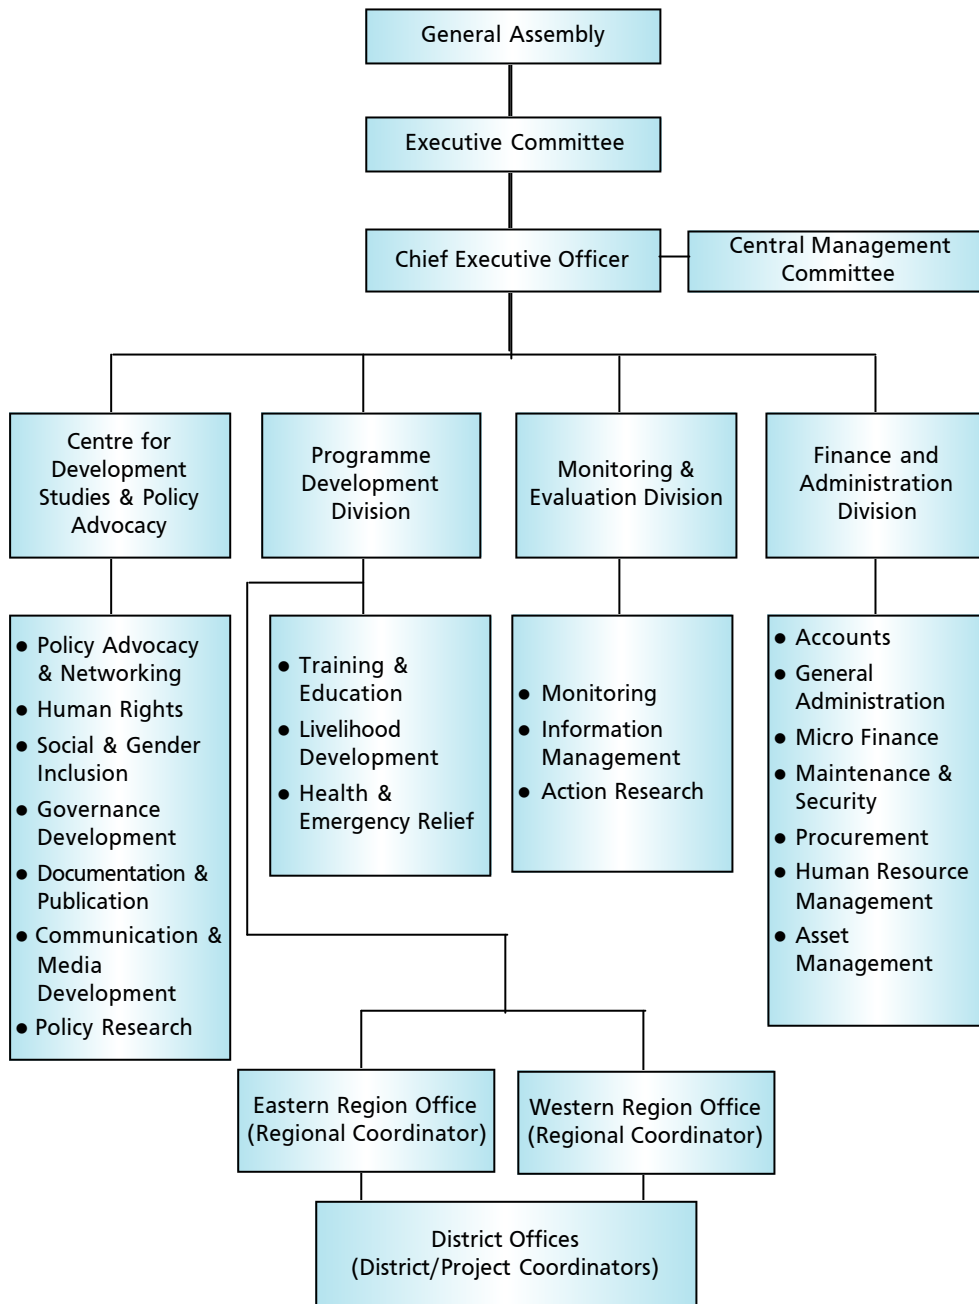 General Assembly
Executive Committee
Chief Executive Officer
Central Management
Committee
Centre for
Development
Studies & Policy
Advocacy
Programme
Development
Division
Monitoring &
Evaluation Division
Finance and
Administration
Division
● Policy Advocacy
& Networking
● Human Rights
● Social & Gender
Inclusion
● Governance
Development
● Documentation &
Publication
● Communication &
Media
Development
● Policy Research
● Training &
Education
● Livelihood
Development
● Health &
Emergency Relief
● Monitoring
● Information
Management
● Action Research
● Accounts
● General
Administration
● Micro Finance
● Maintenance &
Security
● Procurement
● Human Resource
Management
● Asset
Management
Eastern Region Office
(Regional Coordinator)
Western Region Office
(Regional Coordinator)
District Offices
(District/Project Coordinators)